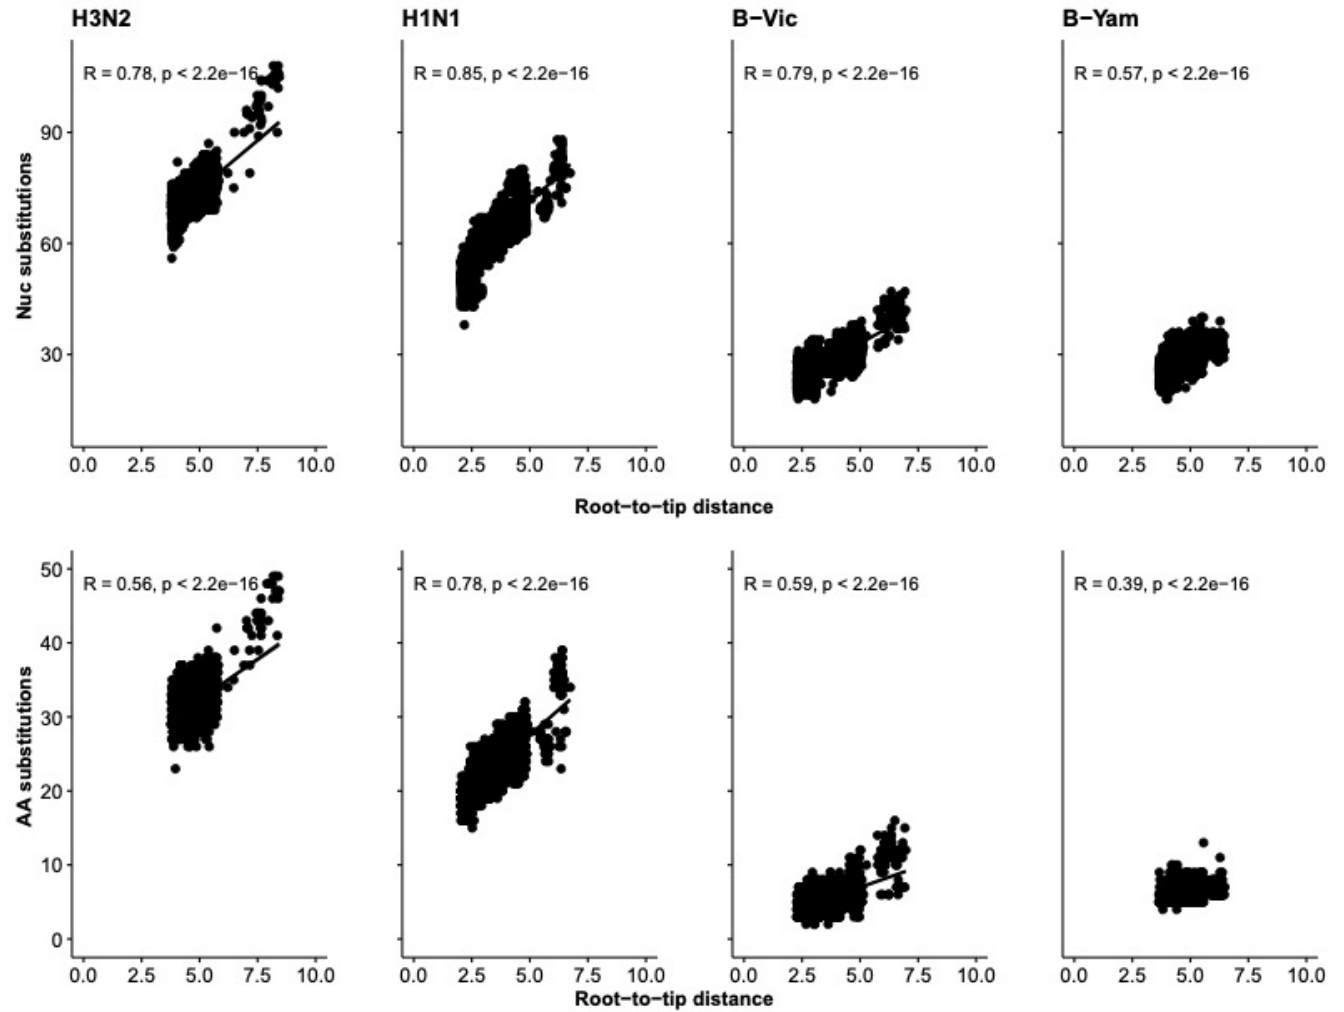 H3N2 H1N1 B−Vic B−Yam
R = 0.78, p < 2.2e−16 R = 0.85, p < 2.2e−16 R = 0.79, p < 2.2e−16 R = 0.57, p < 2.2e−16
Nuc substitutions
90
60
30
0.0 2.5 5.0 7.5 10.0 0.0 2.5 5.0 7.5 10.0 0.0 2.5 5.0 7.5 10.0 0.0 2.5 5.0 7.5 10.0
Root−to−tip distance
50
R = 0.56, p < 2.2e−16 R = 0.78, p < 2.2e−16 R = 0.59, p < 2.2e−16 R = 0.39, p < 2.2e−16
AA substitutions
40
30
20
10
0
0.0 2.5 5.0 7.5 10.0 0.0 2.5 5.0 7.5 10.0 0.0 2.5 5.0 7.5 10.0 0.0 2.5 5.0 7.5 10.0
Root−to−tip distance